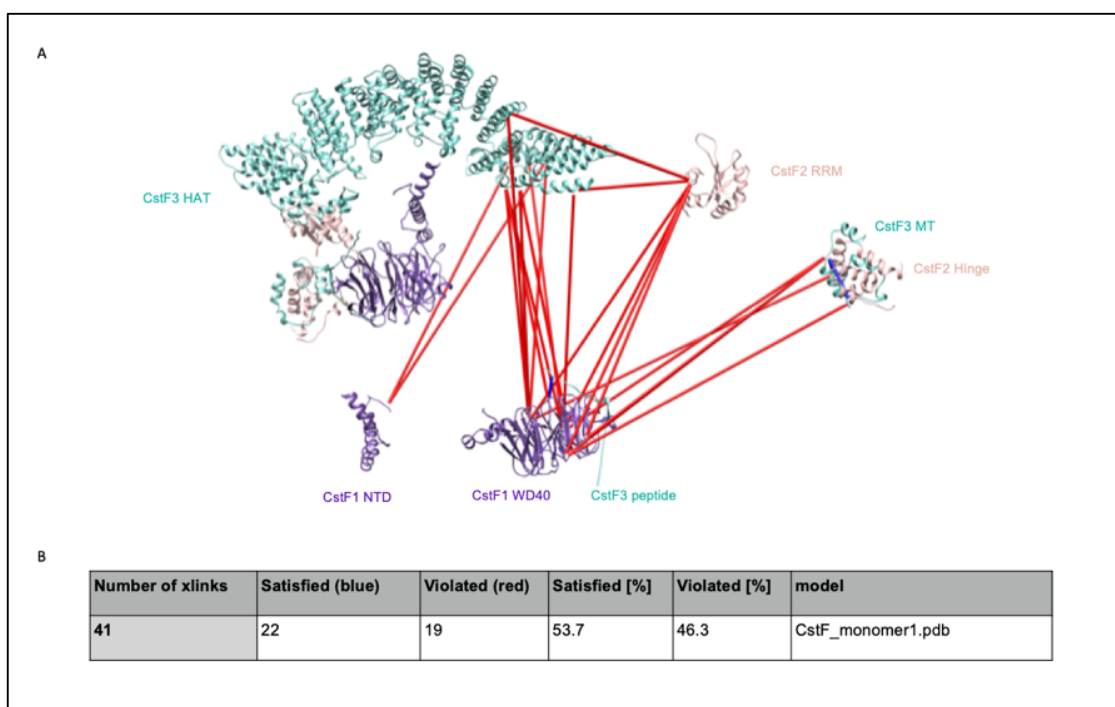 A
CstF3 HAT
CstF2 RRM
CstF3 MT
CstF2 Hinge
CstF1 NTD
CstF1 WD40
CstF3 peptide
B
Number of xlinks Satisfied (blue) Violated (red) Satisfied [%] Violated [%] model
41 22 19 53.7 46.3 CstF_monomer1.pdb